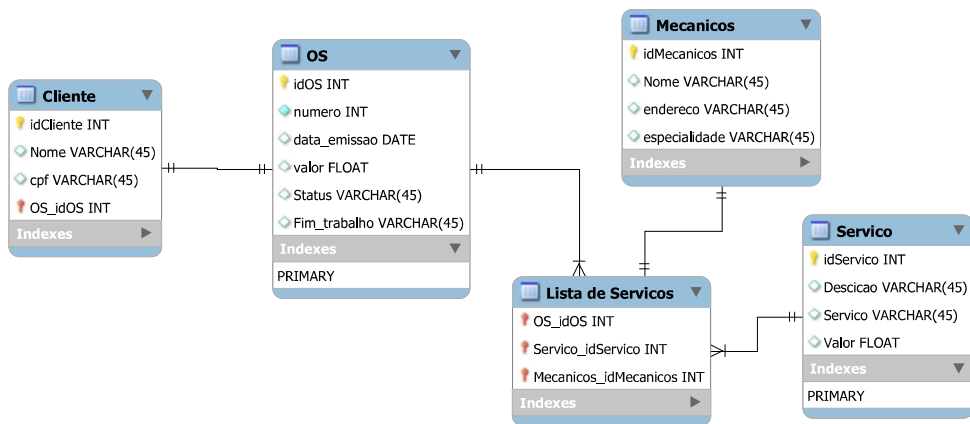 Cliente
idCliente INT
Nome VARCHAR(45)
cpf VARCHAR(45)
OS_idOS INT
Indexes
OS
idOS INT
numero INT
data_emissao DATE
valor FLOAT
Status VARCHAR(45)
Fim_trabalho VARCHAR(45)
Indexes
PRIMARY
Mecanicos
idMecanicos INT
Nome VARCHAR(45)
endereco VARCHAR(45)
especialidade VARCHAR(45)
Indexes
Lista de Servicos
OS_idOS INT
Servico_idServico INT
Mecanicos_idMecanicos INT
Indexes
Servico
idServico INT
Descicao VARCHAR(45)
Servico VARCHAR(45)
Valor FLOAT
Indexes
PRIMARY